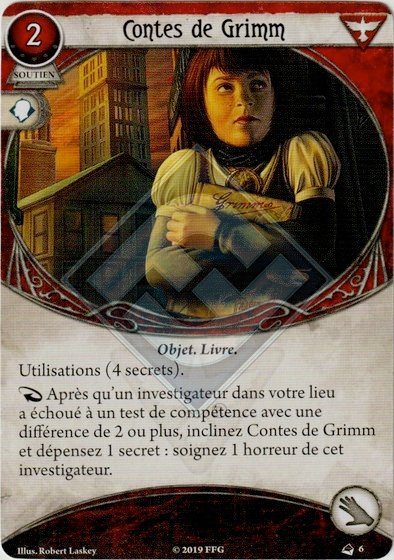 2
Contes de Grimm
SOUTIEN
Grimm's
Objet. Livre.
Utilisations (4 secrets).
Après qu'un investigateur dans votre lieu
a échoué à un test de compétence avec une
différence de 2 ou plus, inclinez Contes de Grimm
et dépensez 1 secret : soignez 1 horreur de cet
investigateur.
Illus. Robert Laskey
© 2019 FFG
6